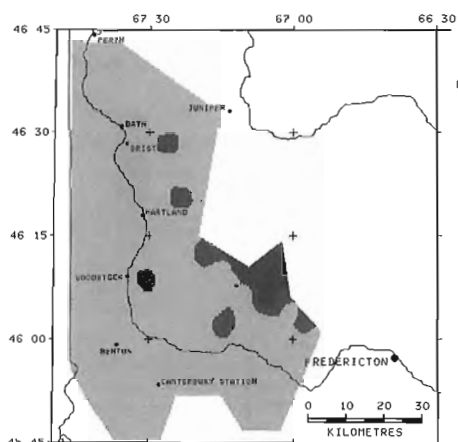 67 30 67 00 66 30
46 45
PERTH
JUNIPER
46 30
BATH
BRIST
HARTLAND
46 15
WOODSTOCK
46 00
BENTON
FREDERICTON
CANTERBURY STATION
0 10 20 30
KILOMETRES